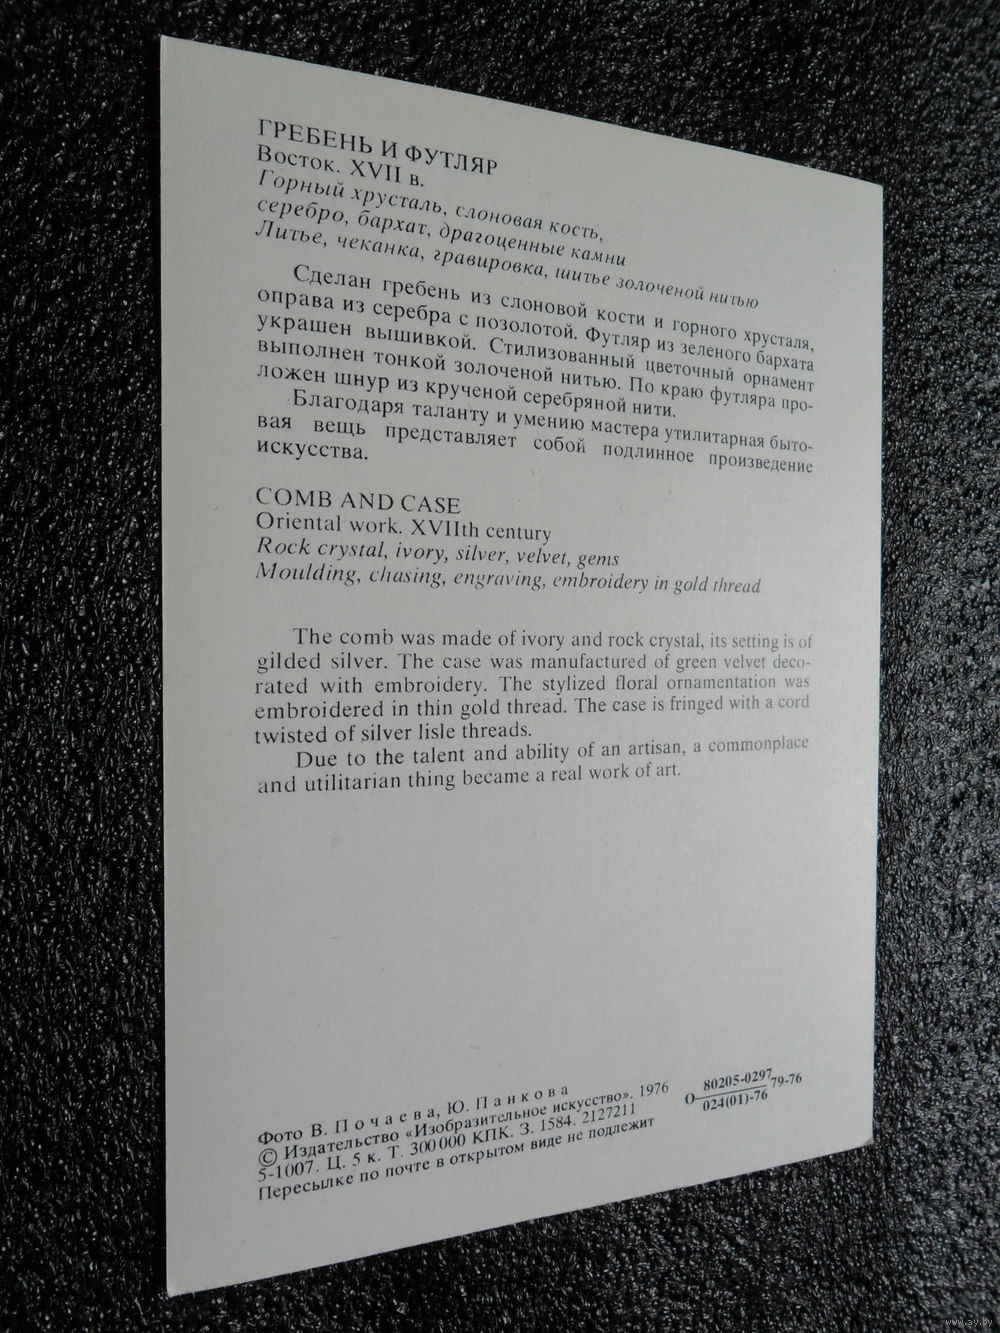 ГРЕБЕНЬ И ФУТЛЯР
Восток. XVII в.
Горный хрусталь, слоновая кость,
серебро, бархат, драгоценные камни
Литье, чеканка, гравировка, шитье золоченой нитью
Сделан гребень из слоновой кости и горного хрусталя,
оправа из серебра с позолотой. Футляр из зеленого бархата
украшен вышивкой. Стилизованный цветочный орнамент
выполнен тонкой золоченой нитью. По краю футляра про-
ложен шнур из крученой серебряной нити.
Благодаря таланту и умению мастера утилитарная быто-
вая вещь представляет собой подлинное произведение
искусства.
COMB AND CASE
Oriental work. XVIIth century
Rock crystal, ivory, silver, velvet, gems
Moulding, chasing, engraving, embroidery in gold thread
The comb was made of ivory and rock crystal, its setting is of
gilded silver. The case was manufactured of green velvet deco-
rated with embroidery. The stylized floral ornamentation was
embroidered in thin gold thread. The case is fringed with a cord
twisted of silver lisle threads.
Due to the talent and ability of an artisan, a commonplace
and utilitarian thing became a real work of art.
Фото В. Почаева, Ю. Панкова
© Издательство «Изобразительное искусство». 1976
5-1007. Ц. 5 к. Т. 300 000 КПК. З. 1584. 2127211
Пересылке по почте в открытом виде не подлежит
О 80205-0297 79-76
024(01)-76
www.ay.by